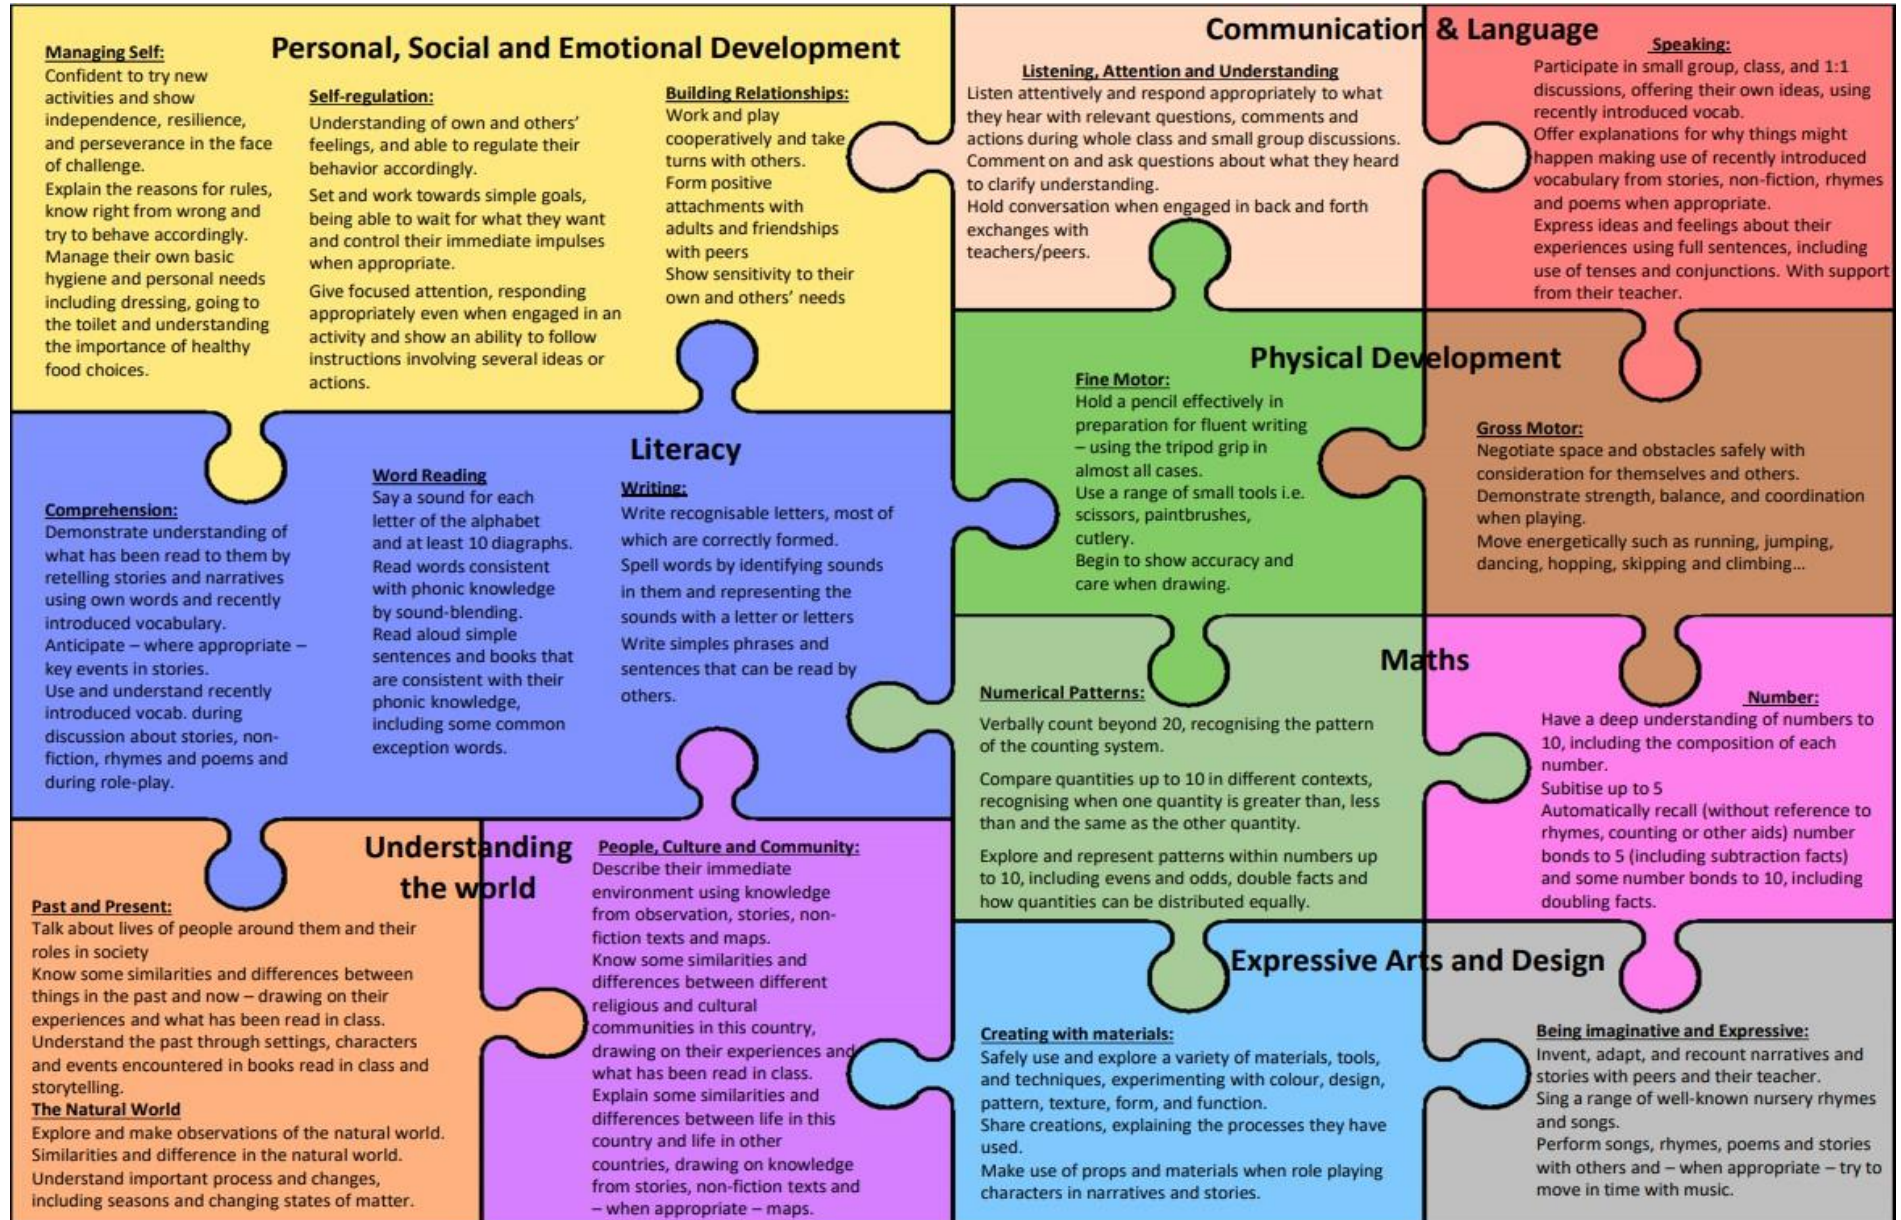 Personal, Social and Emotional Development
Managing Self:
Confident to try new
activities and show
independence, resilience,
and perseverance in the face
of challenge.
Explain the reasons for rules,
know right from wrong and
try to behave accordingly.
Manage their own basic
hygiene and personal needs
including dressing, going to
the toilet and understanding
the importance of healthy
food choices.
Self-regulation:
Understanding of own and others’
feelings, and able to regulate their
behavior accordingly.
Set and work towards simple goals,
being able to wait for what they want
and control their immediate impulses
when appropriate.
Give focused attention, responding
appropriately even when engaged in an
activity and show an ability to follow
instructions involving several ideas or
actions.
Building Relationships:
Work and play
cooperatively and take
turns with others.
Form positive
attachments with
adults and friendships
with peers
Show sensitivity to their
own and others’ needs
Communication & Language
Listening, Attention and Understanding
Listen attentively and respond appropriately to what
they hear with relevant questions, comments and
actions during whole class and small group discussions.
Comment on and ask questions about what they heard
to clarify understanding.
Hold conversation when engaged in back and forth
exchanges with
teachers/peers.
Speaking:
Participate in small group, class, and 1:1
discussions, offering their own ideas, using
recently introduced vocab.
Offer explanations for why things might
happen making use of recently introduced
vocabulary from stories, non-fiction, rhymes
and poems when appropriate.
Express ideas and feelings about their
experiences using full sentences, including
use of tenses and conjunctions. With support
from their teacher.
Physical Development
Fine Motor:
Hold a pencil effectively in
preparation for fluent writing
– using the tripod grip in
almost all cases.
Use a range of small tools i.e.
scissors, paintbrushes,
cutlery.
Begin to show accuracy and
care when drawing.
Gross Motor:
Negotiate space and obstacles safely with
consideration for themselves and others.
Demonstrate strength, balance, and coordination
when playing.
Move energetically such as running, jumping,
dancing, hopping, skipping and climbing…
Literacy
Comprehension:
Demonstrate understanding of
what has been read to them by
retelling stories and narratives
using own words and recently
introduced vocabulary.
Anticipate – where appropriate –
key events in stories.
Use and understand recently
introduced vocab. during
discussion about stories, non-
fiction, rhymes and poems and
during role-play.
Word Reading
Say a sound for each
letter of the alphabet
and at least 10 diagraphs.
Read words consistent
with phonic knowledge
by sound-blending.
Read aloud simple
sentences and books that
are consistent with their
phonic knowledge,
including some common
exception words.
Writing:
Write recognisable letters, most of
which are correctly formed.
Spell words by identifying sounds
in them and representing the
sounds with a letter or letters
Write simples phrases and
sentences that can be read by
others.
Maths
Numerical Patterns:
Verbally count beyond 20, recognising the pattern
of the counting system.
Compare quantities up to 10 in different contexts,
recognising when one quantity is greater than, less
than and the same as the other quantity.
Explore and represent patterns within numbers up
to 10, including evens and odds, double facts and
how quantities can be distributed equally.
Number:
Have a deep understanding of numbers to
10, including the composition of each
number.
Subitise up to 5
Automatically recall (without reference to
rhymes, counting or other aids) number
bonds to 5 (including subtraction facts)
and some number bonds to 10, including
doubling facts.
Understanding
the world
Past and Present:
Talk about lives of people around them and their
roles in society
Know some similarities and differences between
things in the past and now – drawing on their
experiences and what has been read in class.
Understand the past through settings, characters
and events encountered in books read in class and
storytelling.
The Natural World
Explore and make observations of the natural world.
Similarities and difference in the natural world.
Understand important process and changes,
including seasons and changing states of matter.
People, Culture and Community:
Describe their immediate
environment using knowledge
from observation, stories, non-
fiction texts and maps.
Know some similarities and
differences between different
religious and cultural
communities in this country,
drawing on their experiences and
what has been read in class.
Explain some similarities and
differences between life in this
country and life in other
countries, drawing on knowledge
from stories, non-fiction texts and
– when appropriate – maps.
Expressive Arts and Design
Creating with materials:
Safely use and explore a variety of materials, tools,
and techniques, experimenting with colour, design,
pattern, texture, form, and function.
Share creations, explaining the processes they have
used.
Make use of props and materials when role playing
characters in narratives and stories.
Being imaginative and Expressive:
Invent, adapt, and recount narratives and
stories with peers and their teacher.
Sing a range of well-known nursery rhymes
and songs.
Perform songs, rhymes, poems and stories
with others and – when appropriate – try to
move in time with music.